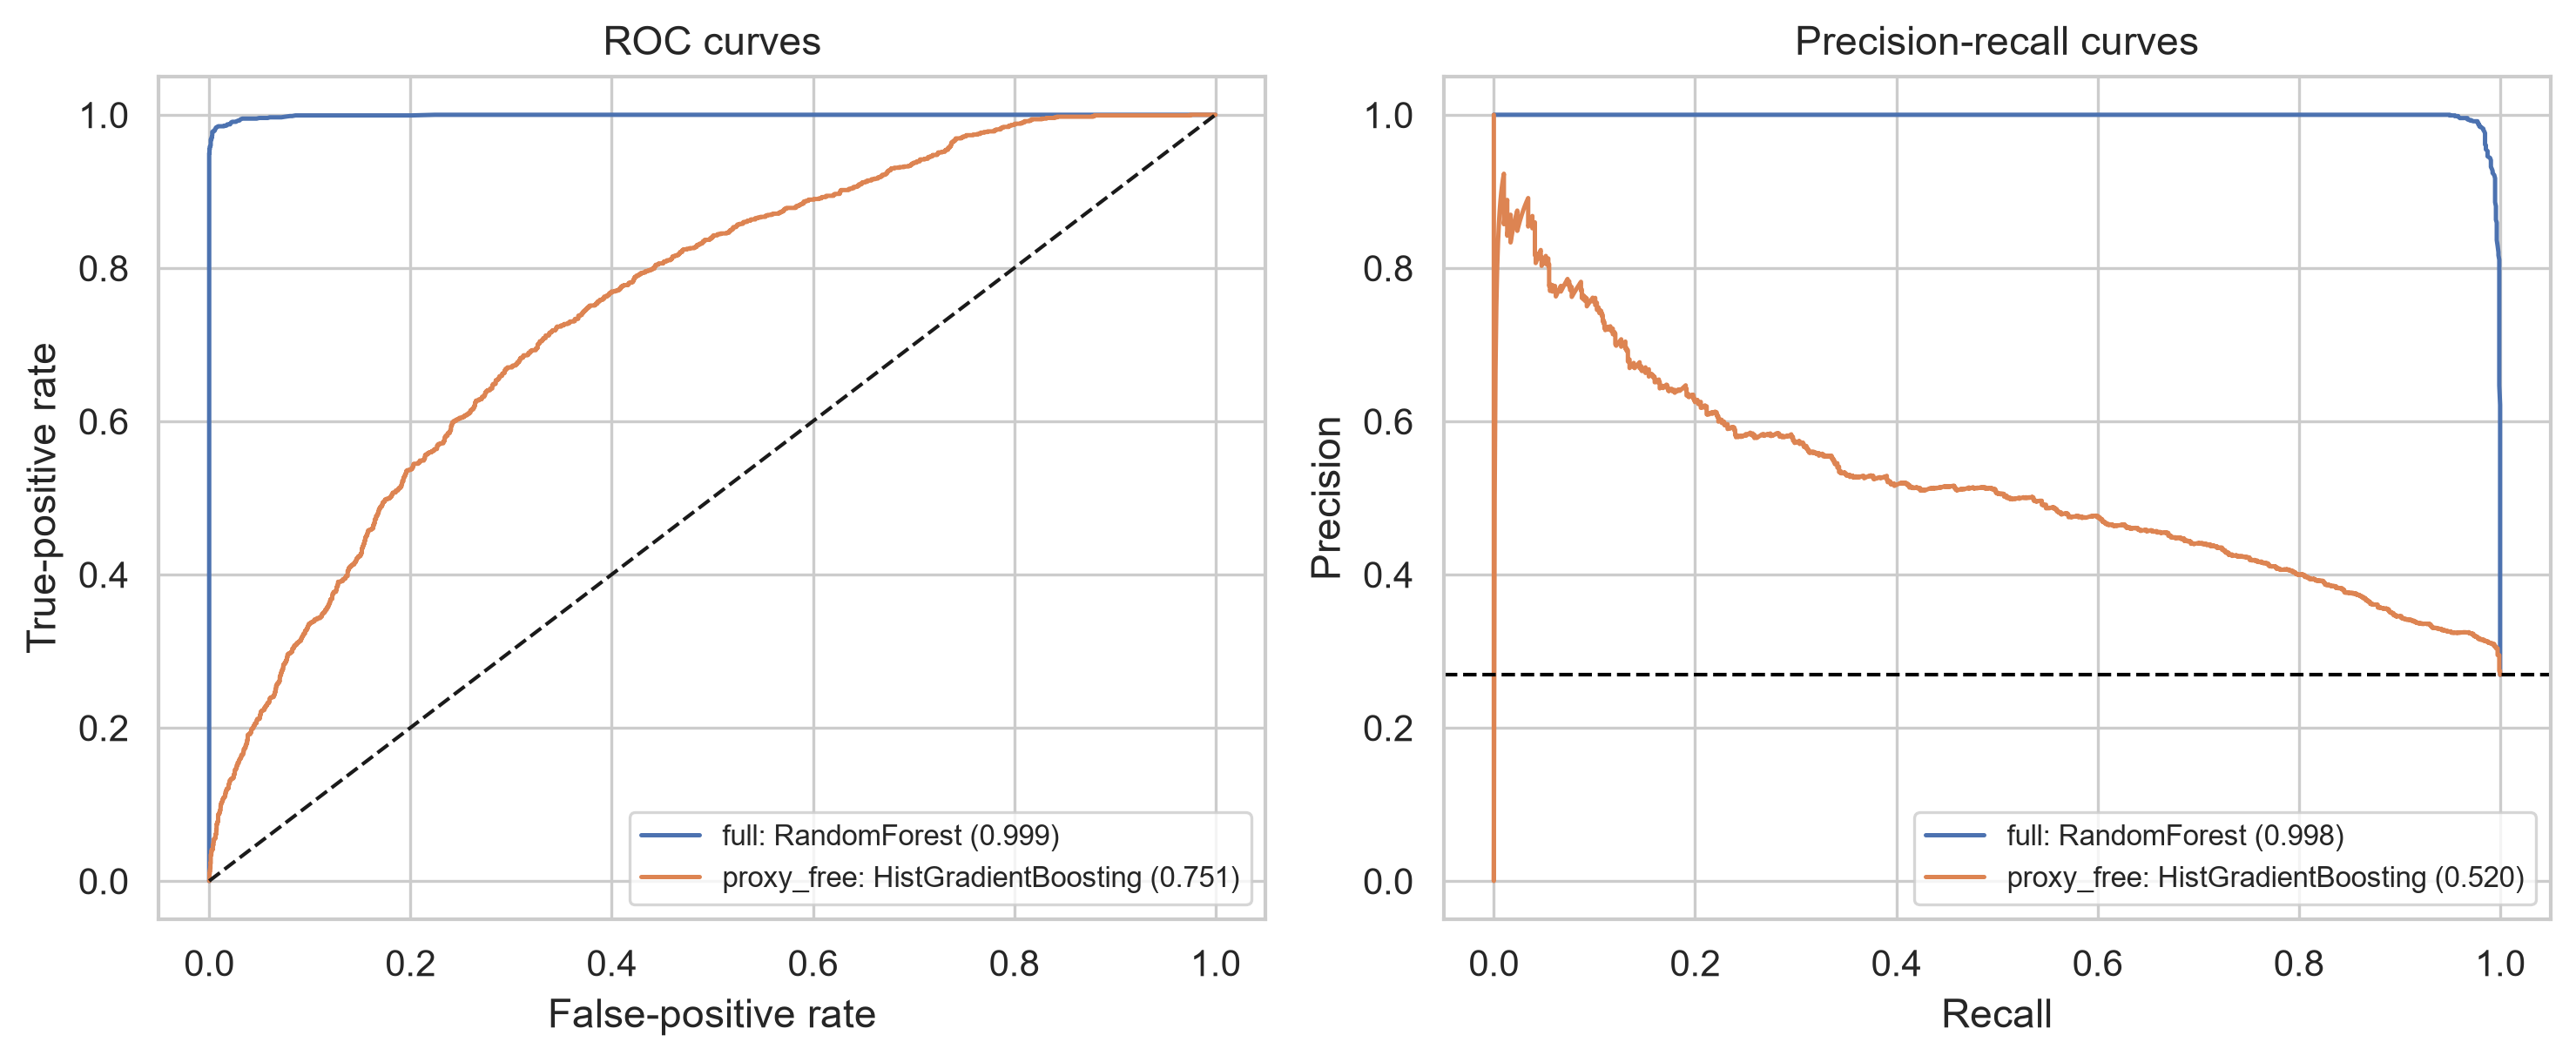 ROC curves
True-positive rate
1.0
0.8
0.6
0.4
0.2
0.0
0.0 0.2 0.4 0.6 0.8 1.0
False-positive rate
full: RandomForest (0.999)
proxy_free: HistGradientBoosting (0.751)
Precision-recall curves
Precision
1.0
0.8
0.6
0.4
0.2
0.0
0.0 0.2 0.4 0.6 0.8 1.0
Recall
full: RandomForest (0.998)
proxy_free: HistGradientBoosting (0.520)